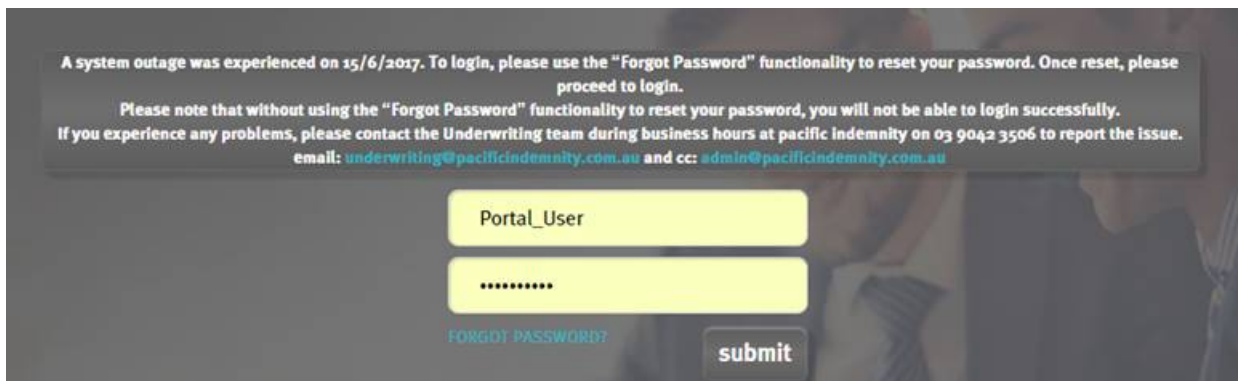 A system outage was experienced on 15/6/2017. To login, please use the “Forgot Password” functionality to reset your password. Once reset, please
proceed to login.
Please note that without using the “Forgot Password” functionality to reset your password, you will not be able to login successfully.
If you experience any problems, please contact the Underwriting team during business hours at pacific indemnity on 03 9042 3506 to report the issue.
email: underwriting@pacificindemnity.com.au and cc: admin@pacificindemnity.com.au
Portal_User
••••••••••
FORGOT PASSWORD?
submit